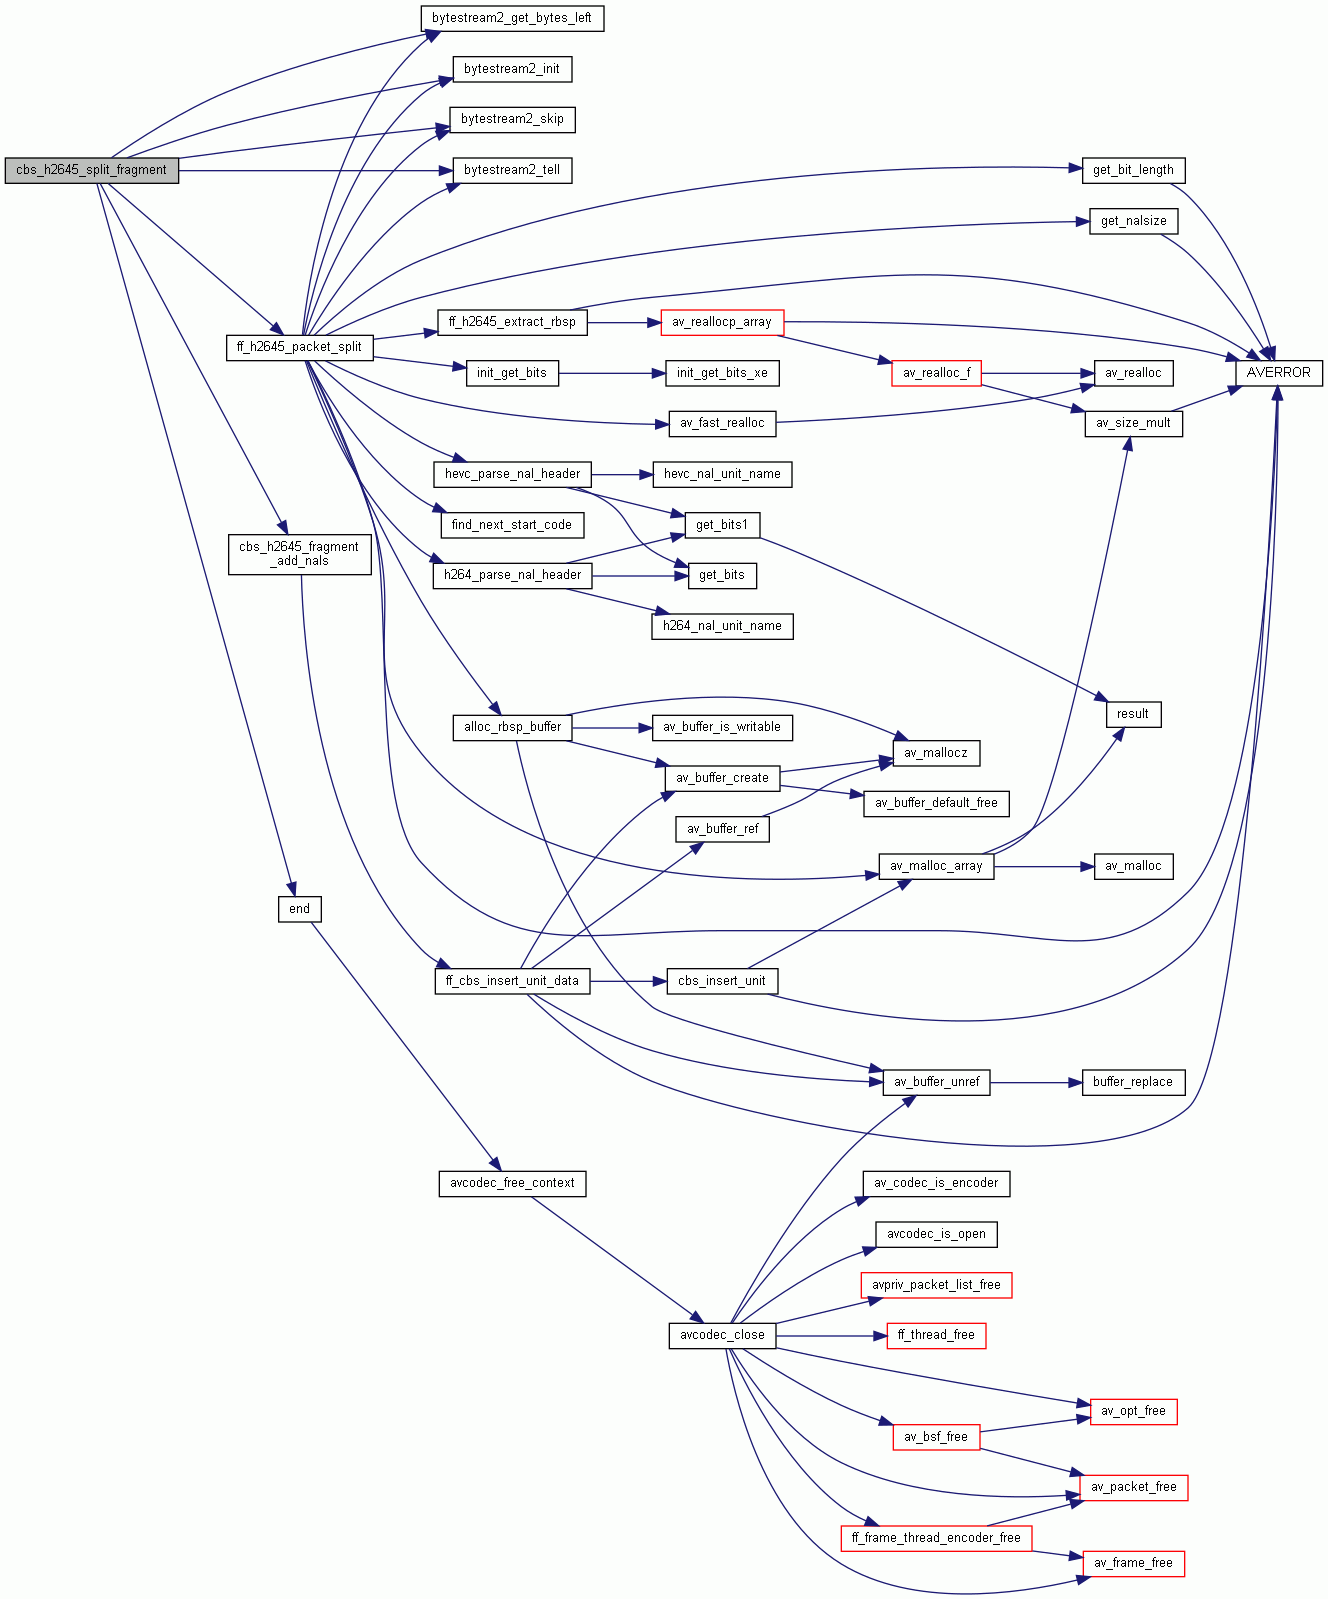 bytestream2_get_bytes_left
bytestream2_init
bytestream2_skip
cbs_h2645_split_fragment
bytestream2_tell
get_bit_length
get_nalsize
ff_h2645_packet_split
ff_h2645_extract_rbsp
av_reallocp_array
init_get_bits
init_get_bits_xe
av_realloc_f
av_realloc
AVERROR
av_fast_realloc
av_size_mult
hevc_parse_nal_header
hevc_nal_unit_name
find_next_start_code
get_bits1
cbs_h2645_fragment
_add_nals
h264_parse_nal_header
get_bits
h264_nal_unit_name
alloc_rbsp_buffer
av_buffer_is_writable
result
av_mallocz
av_buffer_create
av_buffer_default_free
av_buffer_ref
av_malloc_array
av_malloc
end
ff_cbs_insert_unit_data
cbs_insert_unit
av_buffer_unref
buffer_replace
avcodec_free_context
av_codec_is_encoder
avcodec_is_open
avpriv_packet_list_free
avcodec_close
ff_thread_free
av_opt_free
av_bsf_free
av_packet_free
ff_frame_thread_encoder_free
av_frame_free